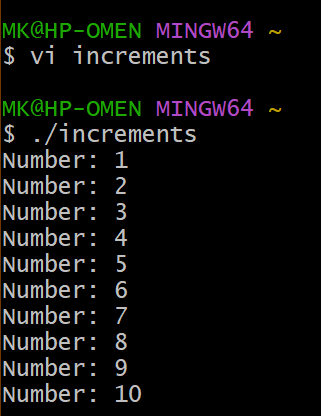 MK@HP-OMEN MINGW64 ~
$ vi increments
MK@HP-OMEN MINGW64 ~
$ ./increments
Number: 1
Number: 2
Number: 3
Number: 4
Number: 5
Number: 6
Number: 7
Number: 8
Number: 9
Number: 10